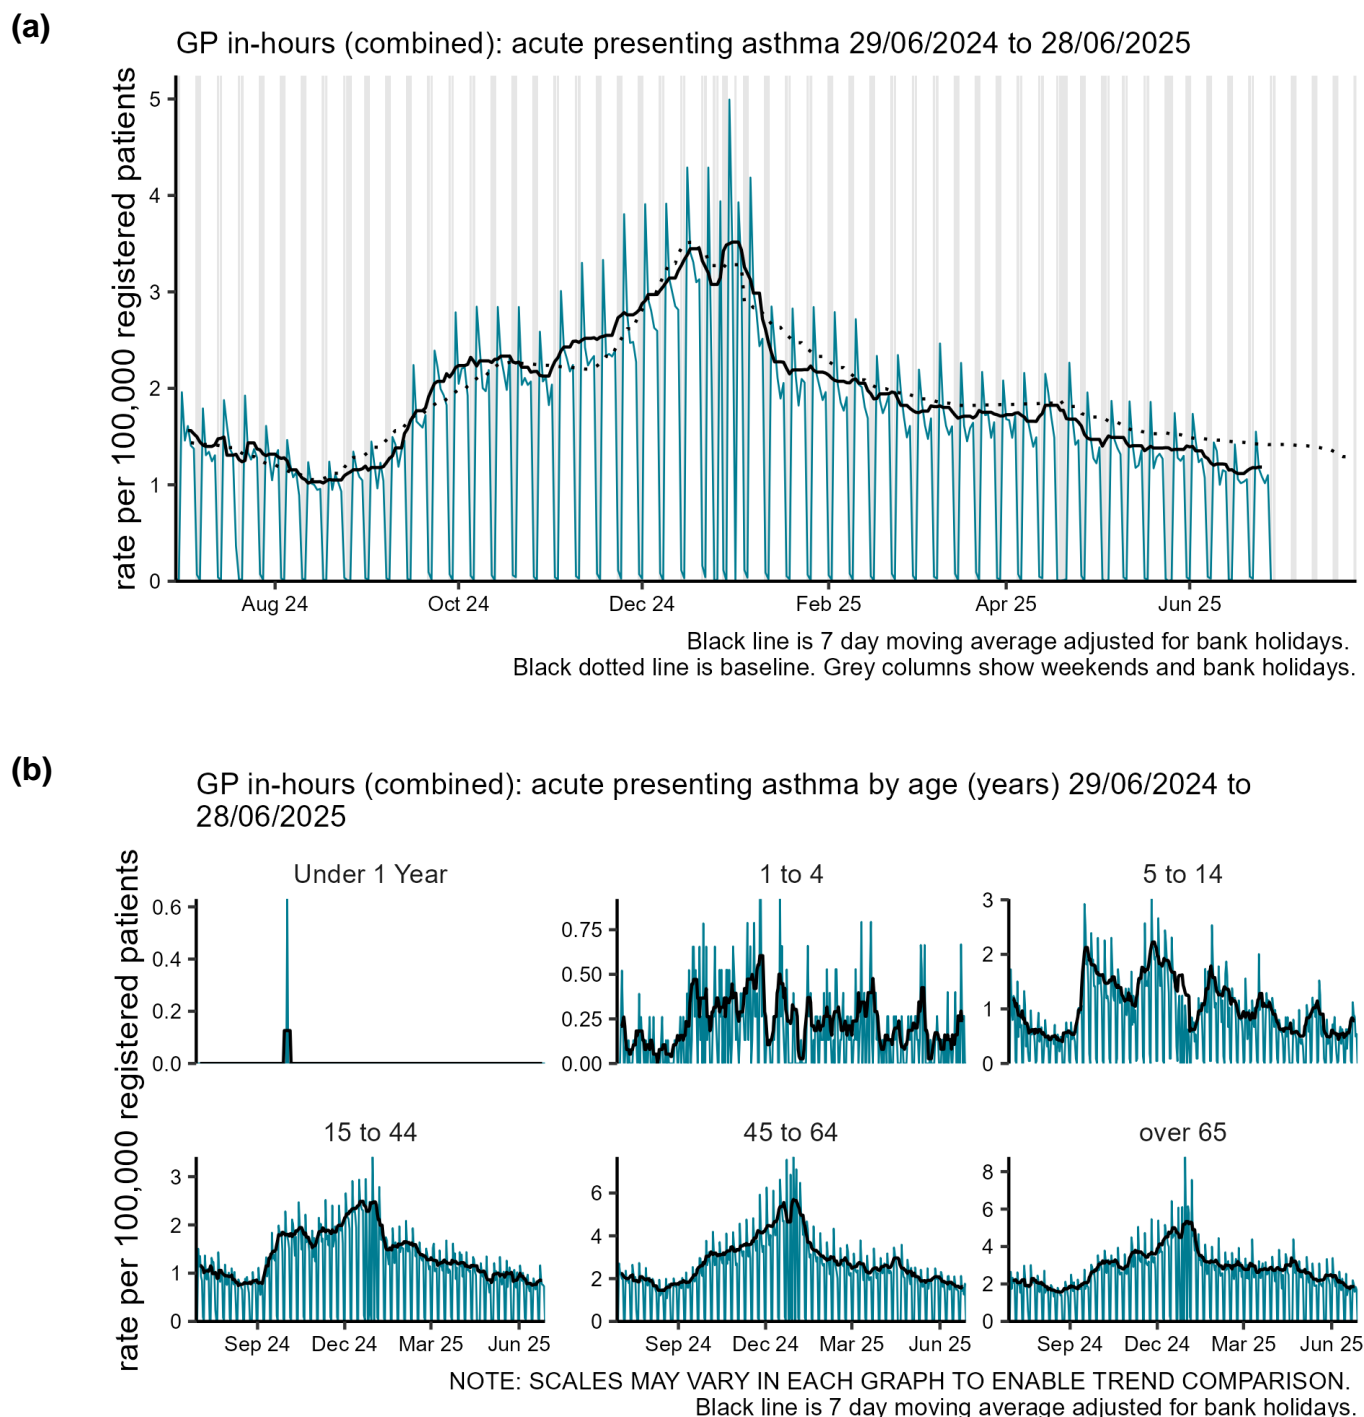 (a)
GP in-hours (combined): acute presenting asthma 29/06/2024 to 28/06/2025
rate per 100,000 registered patients
5
4
3
2
1
0
Aug 24 Oct 24 Dec 24 Feb 25 Apr 25 Jun 25
Black line is 7 day moving average adjusted for bank holidays.
Black dotted line is baseline. Grey columns show weekends and bank holidays.
(b)
GP in-hours (combined): acute presenting asthma by age (years) 29/06/2024 to
28/06/2025
rate per 100,000 registered patients
Under 1 Year
0.6
0.4
0.2
0.0
1 to 4
0.75
0.50
0.25
0.00
5 to 14
3
2
1
0
15 to 44
3
2
1
0
Sep 24 Dec 24 Mar 25 Jun 25
45 to 64
6
4
2
0
Sep 24 Dec 24 Mar 25 Jun 25
over 65
8
6
4
2
0
Sep 24 Dec 24 Mar 25 Jun 25
NOTE: SCALES MAY VARY IN EACH GRAPH TO ENABLE TREND COMPARISON.
Black line is 7 day moving average adjusted for bank holidays.